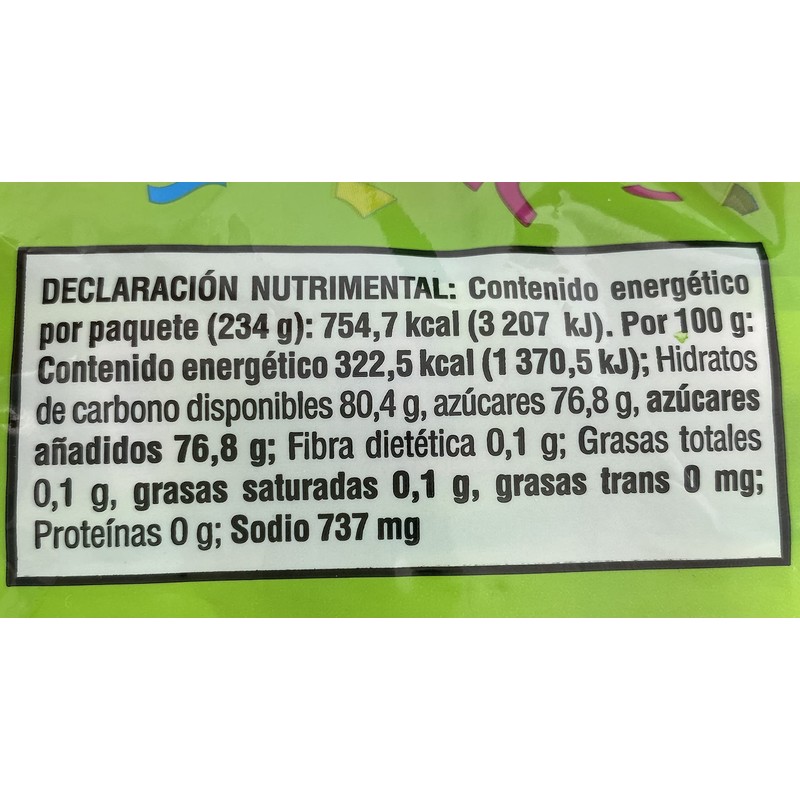 DECLARACIÓN NUTRIMENTAL: Contenido energético
por paquete (234 g): 754,7 kcal (3 207 kJ). Por 100 g:
Contenido energético 322,5 kcal (1 370,5 kJ); Hidratos
de carbono disponibles 80,4 g, azúcares 76,8 g, azúcares
añadidos 76,8 g; Fibra dietética 0,1 g; Grasas totales
0,1 g, grasas saturadas 0,1 g, grasas trans 0 mg;
Proteínas 0 g; Sodio 737 mg